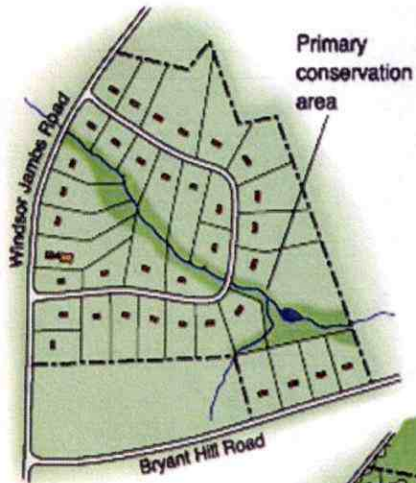 Primary
conservation
area
Windsor Jambs Road
Bryant Hill Road